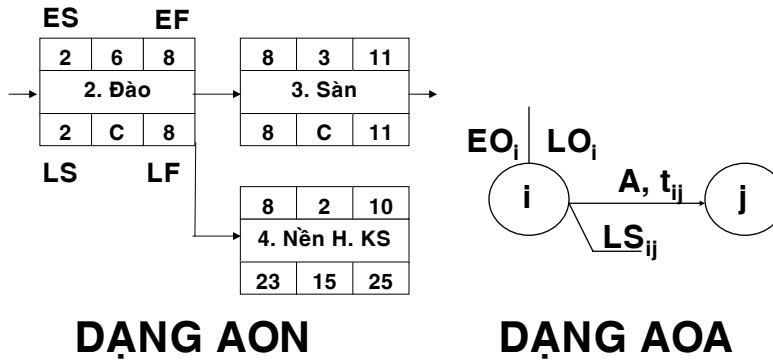 ES EF
2 6 8
2. Đào
2 C 8
LS LF
8 3 11
3. Sàn
8 C 11
8 2 10
4. Nền H. KS
23 15 25
DẠNG AON
EOi LOi
i
A, tij
j
LSij
DẠNG AOA